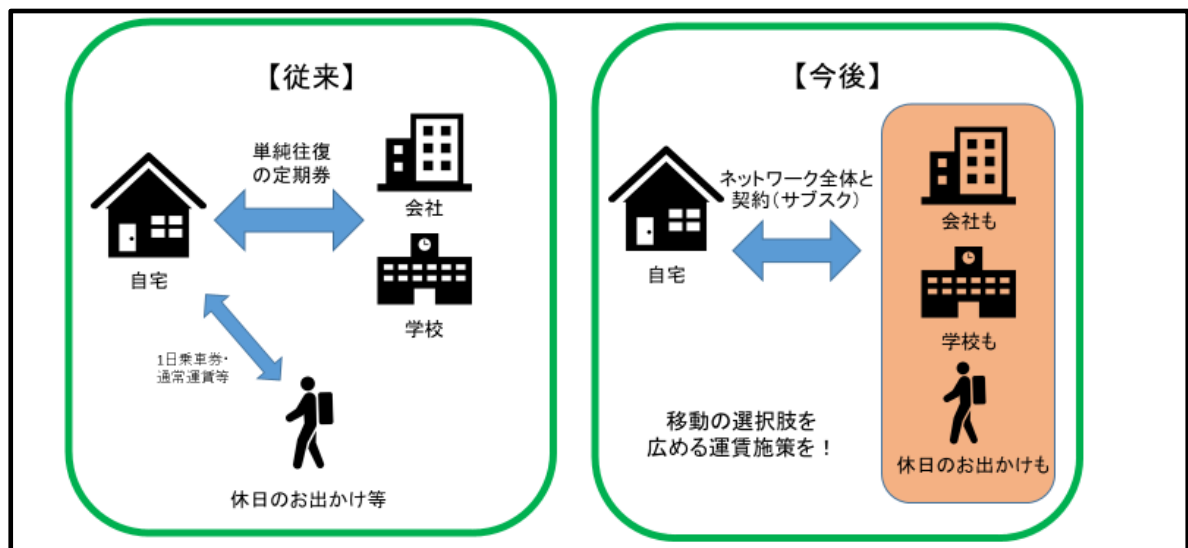 【従来】
単純往復
の定期券
会社
自宅
学校
1日乗車券・
通常運賃等
休日のお出かけ等
【今後】
ネットワーク全体と
契約(サブスク)
自宅
会社も
学校も
移動の選択肢を
広める運賃施策を！
休日のお出かけも